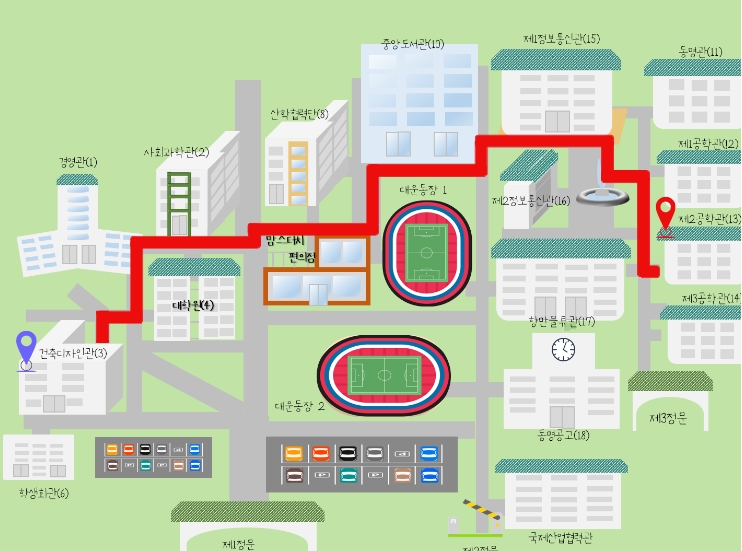 중앙도서관(10)
제1정보통신관(15)
동명관(11)
산학협력단(8)
제1공학관(12)
사회과학관(2)
경영관(1)
대운동장 1
제2정보통신관(16)
제2공학관(13)
맘스터치
편의점
제3공학관(14)
대학원(4)
항만물류관(17)
건축디자인관(3)
대운동장 2
제3정문
동명공고(18)
학생회관(6)
국제산업협력관
제1정문
제2정문